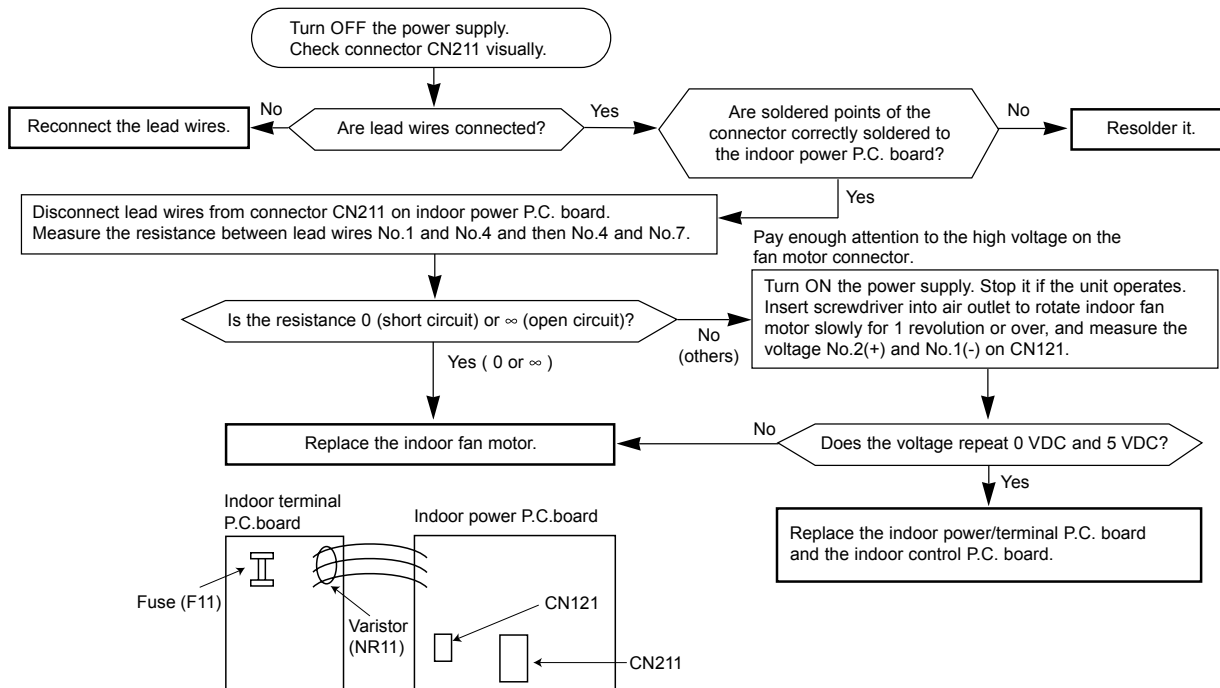 Turn OFF the power supply.
Check connector CN211 visually.
No
Reconnect the lead wires.
Are lead wires connected?
Yes
Are soldered points of the
connector correctly soldered to
the indoor power P.C. board?
No
Resolder it.
Yes
Disconnect lead wires from connector CN211 on indoor power P.C. board.
Measure the resistance between lead wires No.1 and No.4 and then No.4 and No.7.
Pay enough attention to the high voltage on the
fan motor connector.
Is the resistance 0 (short circuit) or ∞ (open circuit)?
No
(others)
Turn ON the power supply. Stop it if the unit operates.
Insert screwdriver into air outlet to rotate indoor fan
motor slowly for 1 revolution or over, and measure the
voltage No.2(+) and No.1(-) on CN121.
Yes ( 0 or ∞ )
Replace the indoor fan motor.
No
Does the voltage repeat 0 VDC and 5 VDC?
Yes
Replace the indoor power/terminal P.C. board
and the indoor control P.C. board.
Indoor terminal
P.C.board
Indoor power P.C.board
Fuse (F11)
Varistor
(NR11)
CN121
CN211